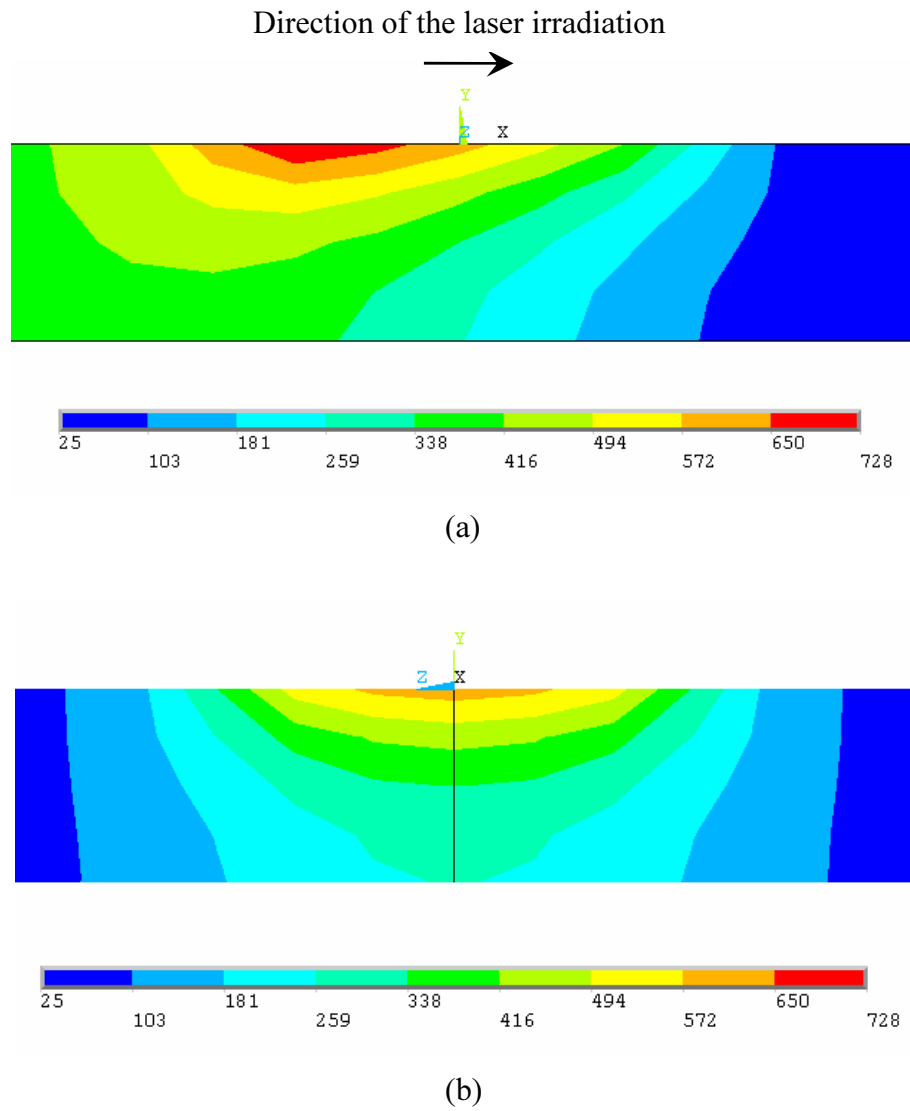 Direction of the laser irradiation
Y
Z X
25 181 338 494 650
103 259 416 572 728
(a)
Y
Z X
25 181 338 494 650
103 259 416 572 728
(b)